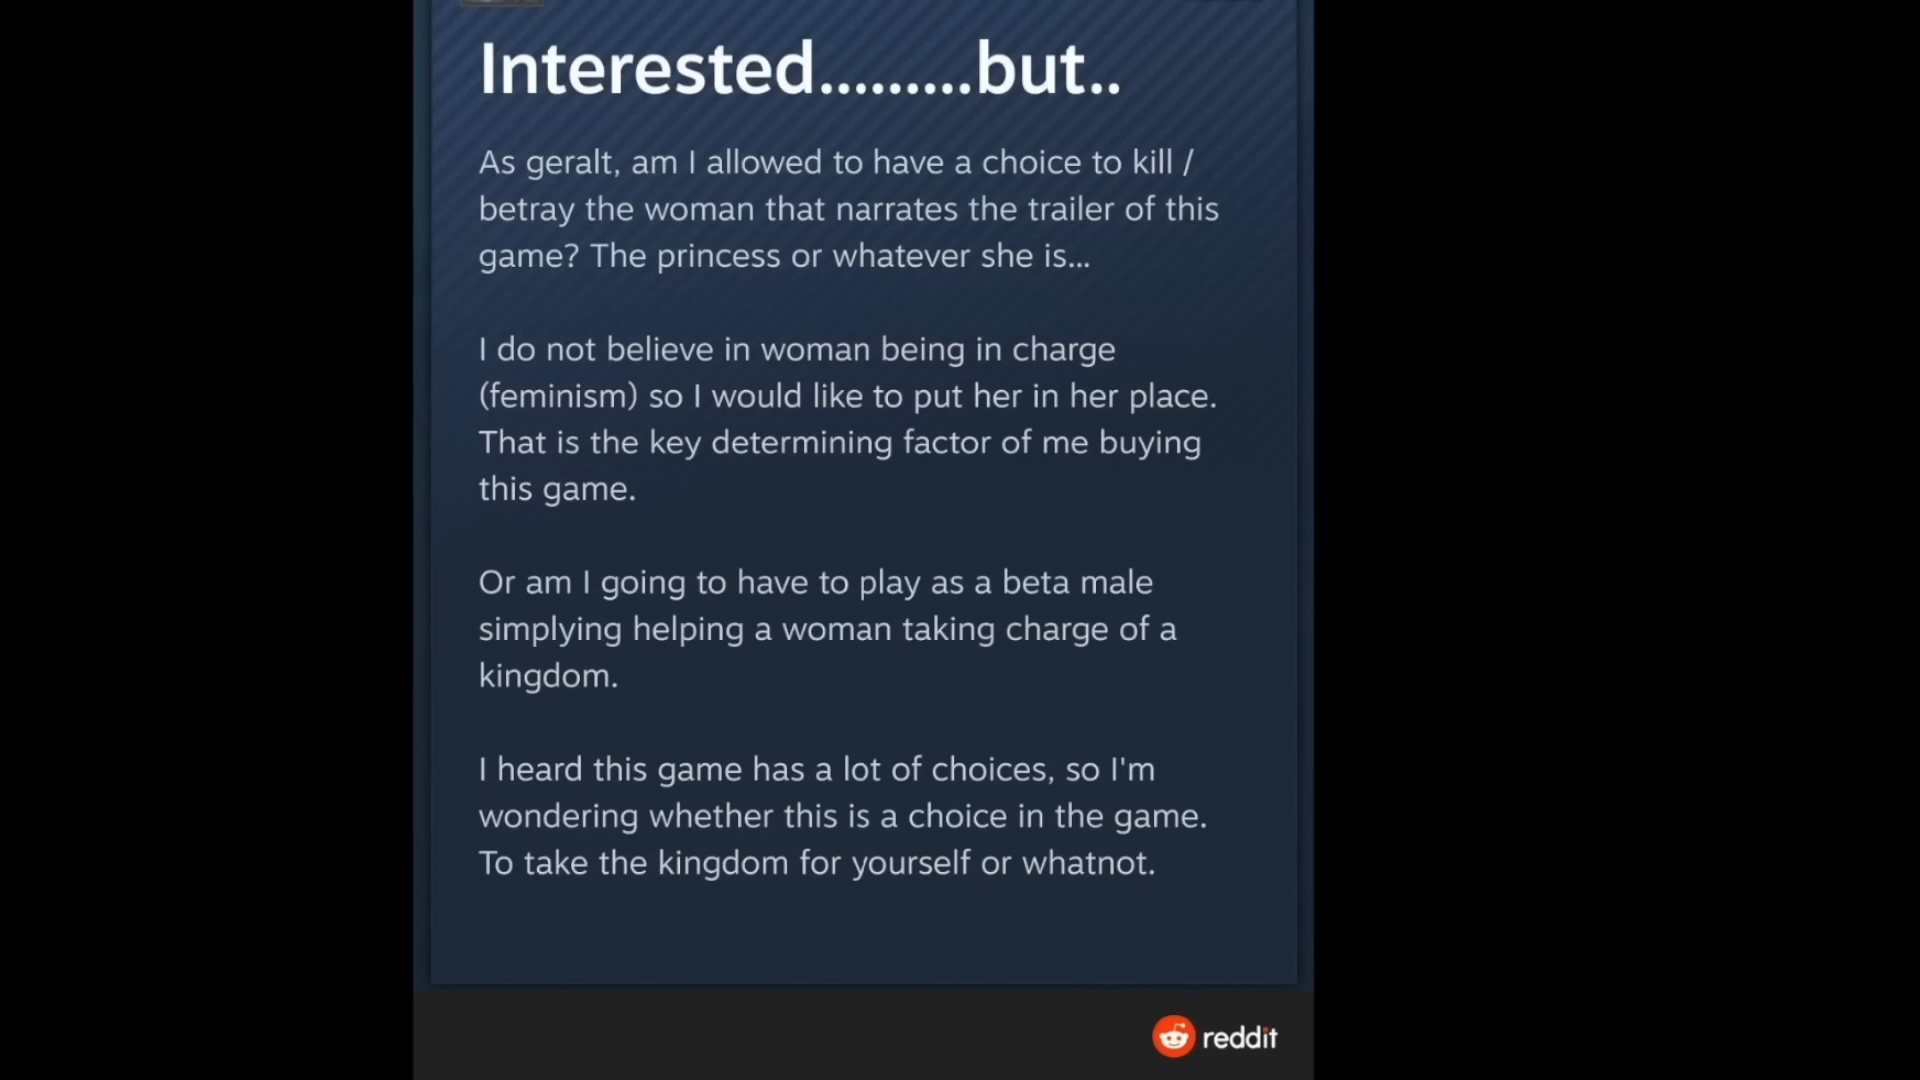 Interested.........but..
As geralt, am I allowed to have a choice to kill /
betray the woman that narrates the trailer of this
game? The princess or whatever she is...
I do not believe in woman being in charge
(feminism) so I would like to put her in her place.
That is the key determining factor of me buying
this game.
Or am I going to have to play as a beta male
simplying helping a woman taking charge of a
kingdom.
I heard this game has a lot of choices, so I'm
wondering whether this is a choice in the game.
To take the kingdom for yourself or whatnot.
reddit